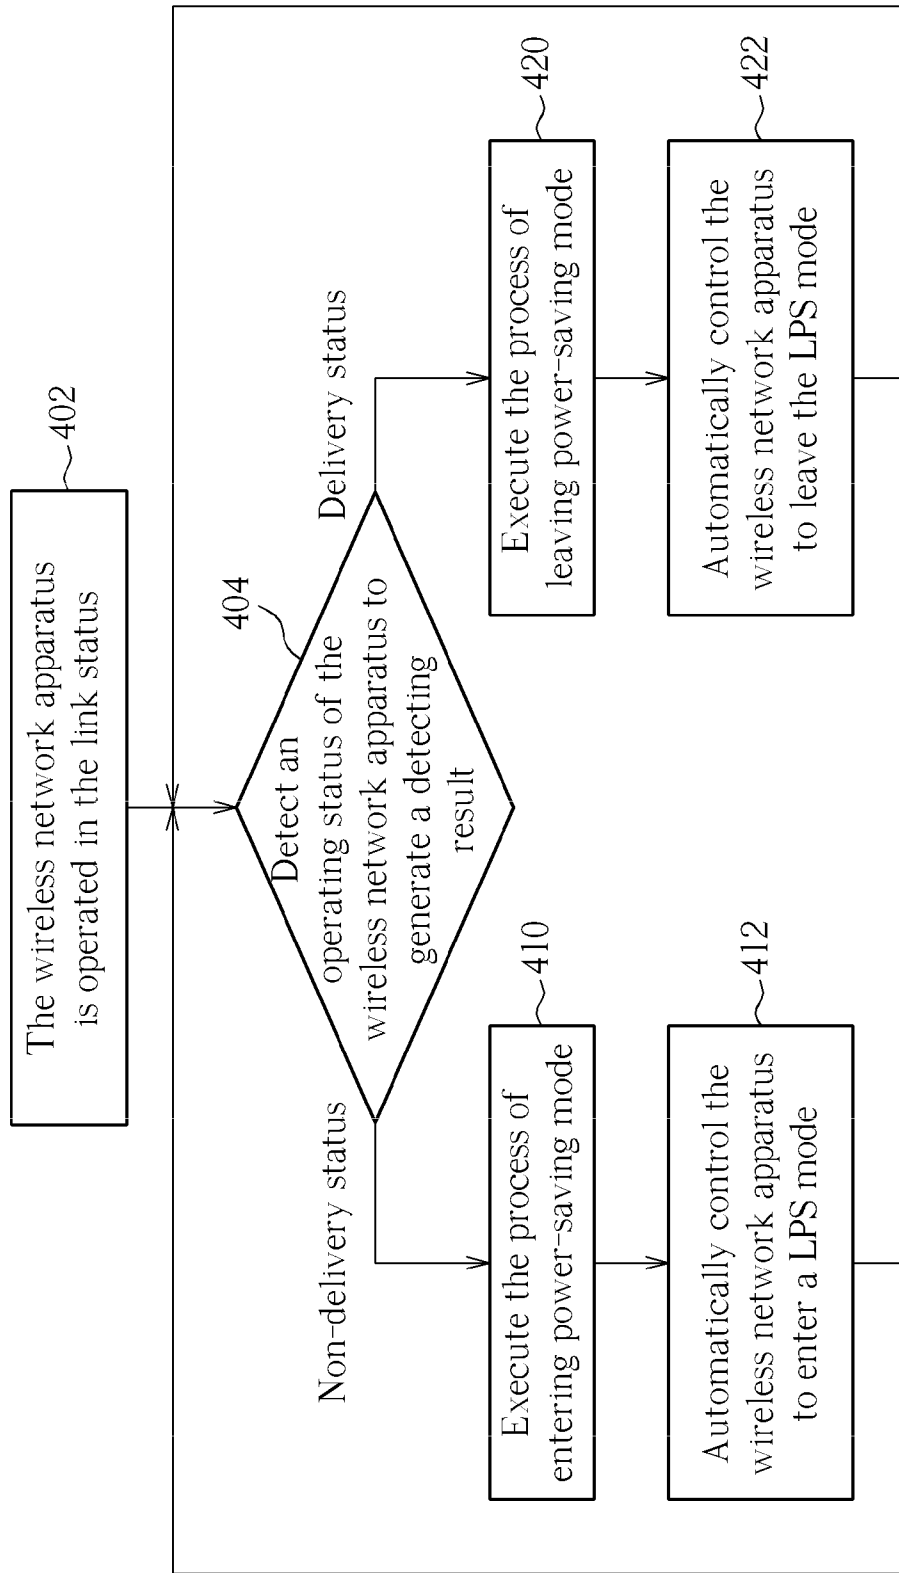 The wireless network apparatus
is operated in the link status
402
404
Detect an
operating status of the
wireless network apparatus to
generate a detecting
result
Non-delivery status
Delivery status
410
Execute the process of
entering power-saving mode
412
Automatically control the
wireless network apparatus
to enter a LPS mode
420
Execute the process of
leaving power-saving mode
422
Automatically control the
wireless network apparatus
to leave the LPS mode